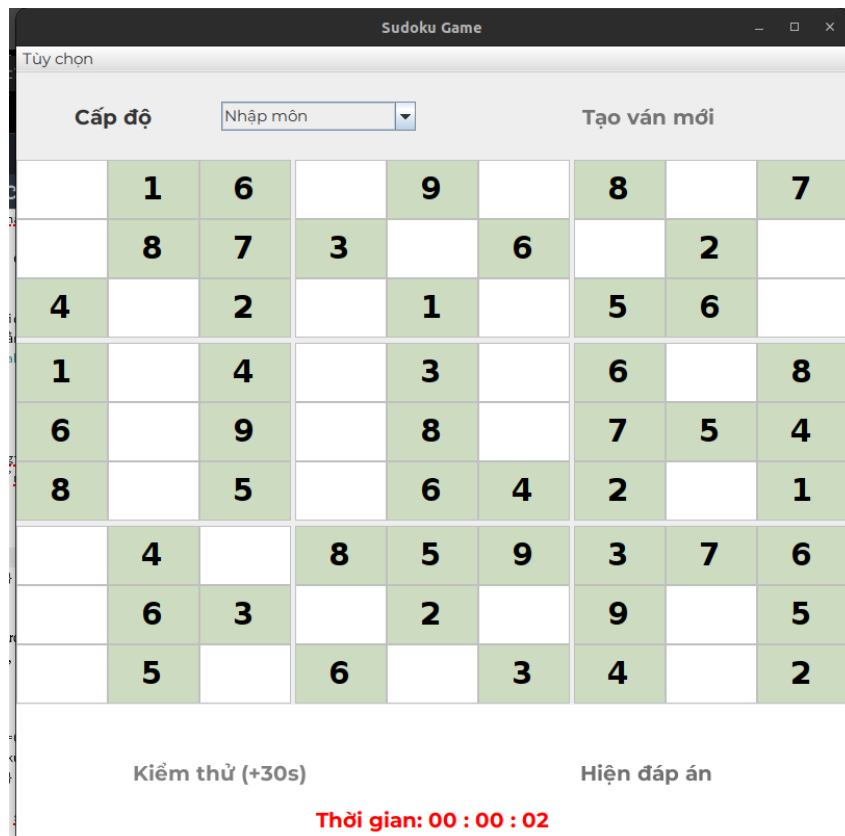 Sudoku Game
Tùy chọn
Cấp độ Nhập môn Tạo ván mới
1 6 9 8 7
8 7 3 6 2
4 2 1 5 6
1 4 3 6 8
6 9 8 7 5 4
8 5 6 4 2 1
4 8 5 9 3 7 6
6 3 2 9 5
5 6 3 4 2
Kiểm thử (+30s) Hiện đáp án
Thời gian: 00 : 00 : 02